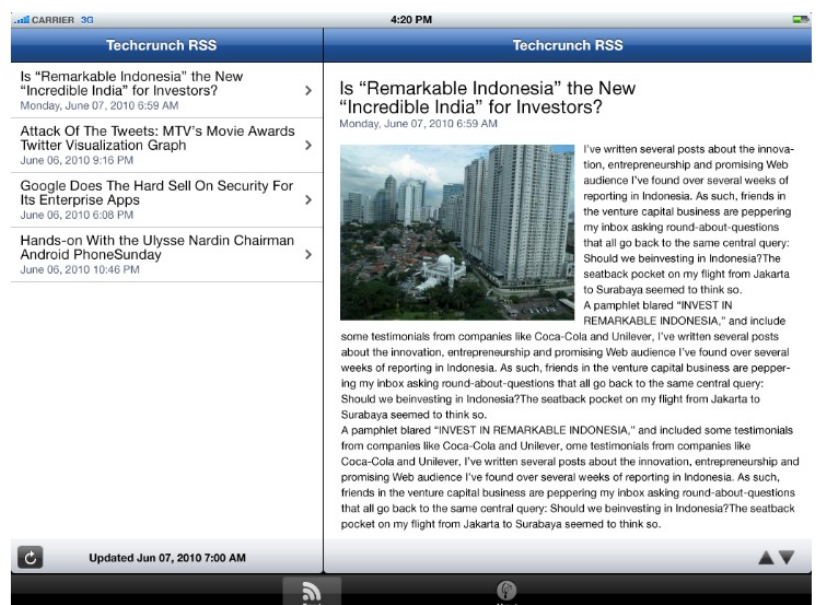 CARRIER 3G
4:20 PM
Techcrunch RSS
Is “Remarkable Indonesia” the New
“Incredible India” for Investors?
Monday, June 07, 2010 6:59 AM
Attack Of The Tweets: MTV's Movie Awards
Twitter Visualization Graph
June 06, 2010 9:16 PM
Google Does The Hard Sell On Security For
Its Enterprise Apps
June 06, 2010 6:08 PM
Hands-on With the Ulysse Nardin Chairman
Android PhoneSunday
June 06, 2010 10:46 PM
Updated Jun 07, 2010 7:00 AM
Techcrunch RSS
Is “Remarkable Indonesia” the New
“Incredible India” for Investors?
Monday, June 07, 2010 6:59 AM
I've written several posts about the innova-
tion, entrepreneurship and promising Web
audience I've found over several weeks of
reporting in Indonesia. As such, friends in
the venture capital business are peppering
my inbox asking round-about-questions
that all go back to the same central query:
Should we beinvesting in Indonesia?The
seatback pocket on my flight from Jakarta
to Surabaya seemed to think so.
A pamphlet blared “INVEST IN
REMARKABLE INDONESIA,” and include
some testimonials from companies like Coca-Cola and Unilever, I've written several posts
about the innovation, entrepreneurship and promising Web audience I've found over several
weeks of reporting in Indonesia. As such, friends in the venture capital business are pepper-
ing my inbox asking round-about-questions that all go back to the same central query:
Should we beinvesting in Indonesia?The seatback pocket on my flight from Jakarta to
Surabaya seemed to think so.
A pamphlet blared “INVEST IN REMARKABLE INDONESIA,” and included some testimonials
from companies like Coca-Cola and Unilever, ome testimonials from companies like
Coca-Cola and Unilever, I've written several posts about the innovation, entrepreneurship and
promising Web audience I've found over several weeks of reporting in Indonesia. As such,
friends in the venture capital business are peppering my inbox asking round-about-questions
that all go back to the same central query: Should we beinvesting in Indonesia?The seatback
pocket on my flight from Jakarta to Surabaya seemed to think so.